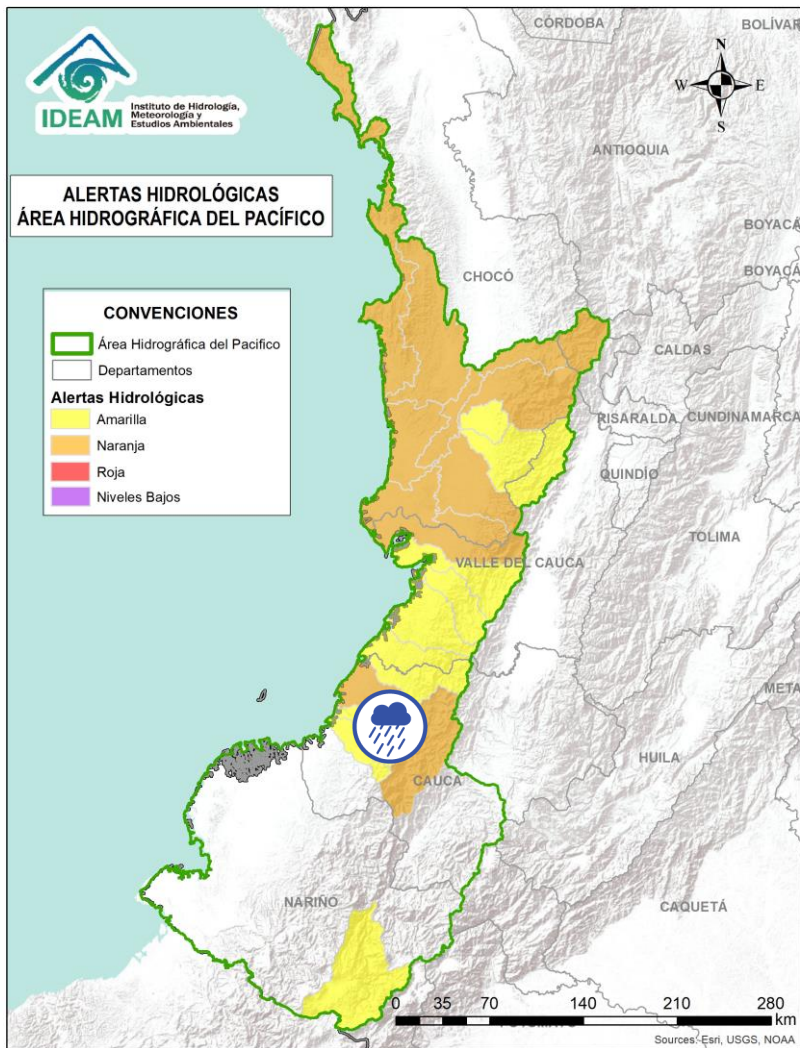 IDEAM
Instituto de Hidrología,
Meteorología y
Estudios Ambientales
CÓRDOBA
BOLÍVAR
N
W
E
S
ANTIOQUIA
ALERTAS HIDROLÓGICAS
ÁREA HIDROGRÁFICA DEL PACÍFICO
BOYACÁ
CHOCÓ
BOYACÁ
CONVENCIONES
Área Hidrográfica del Pacifico
Departamentos
Alertas Hidrológicas
Amarilla
Naranja
Roja
Niveles Bajos
CALDAS
RISARALDA
CUNDINAMARCA
QUINDÍO
TOLIMA
VALLE DEL CAUCA
META
HUILA
CAUCA
NARIÑO
CAQUETÁ
0 35 70 140 210 280
km
Sources: Esri, USGS, NOAA